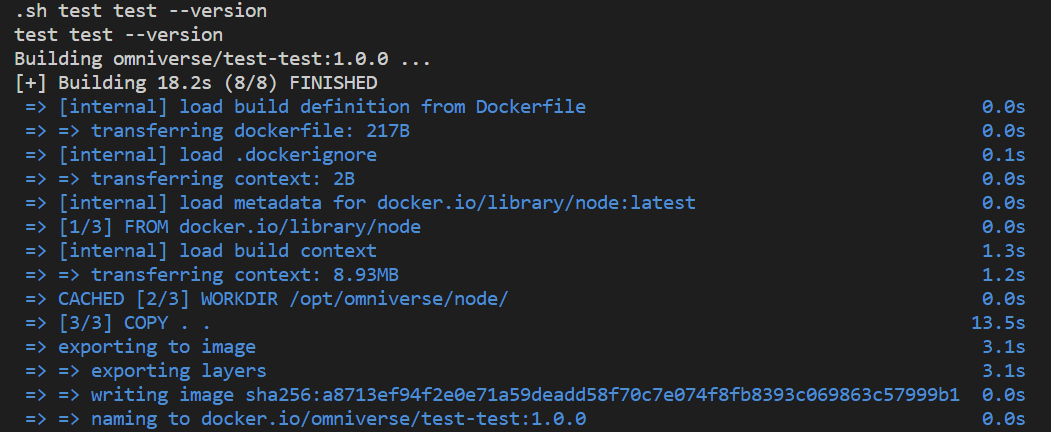 .sh test test --version
test test --version
Building omniverse/test-test:1.0.0 ...
[+] Building 18.2s (8/8) FINISHED
=> [internal] load build definition from Dockerfile 0.0s
=> => transferring dockerfile: 217B 0.0s
=> [internal] load .dockerignore 0.1s
=> => transferring context: 2B 0.0s
=> [internal] load metadata for docker.io/library/node:latest 0.0s
=> [1/3] FROM docker.io/library/node 0.0s
=> [internal] load build context 1.3s
=> => transferring context: 8.93MB 1.2s
=> CACHED [2/3] WORKDIR /opt/omniverse/node/ 0.0s
=> [3/3] COPY . . 13.5s
=> exporting to image 3.1s
=> => exporting layers 3.1s
=> => writing image sha256:a8713ef94f2e0e71a59deadd58f70c7e074f8fb8393c069863c57999b1 0.0s
=> => naming to docker.io/omniverse/test-test:1.0.0 0.0s